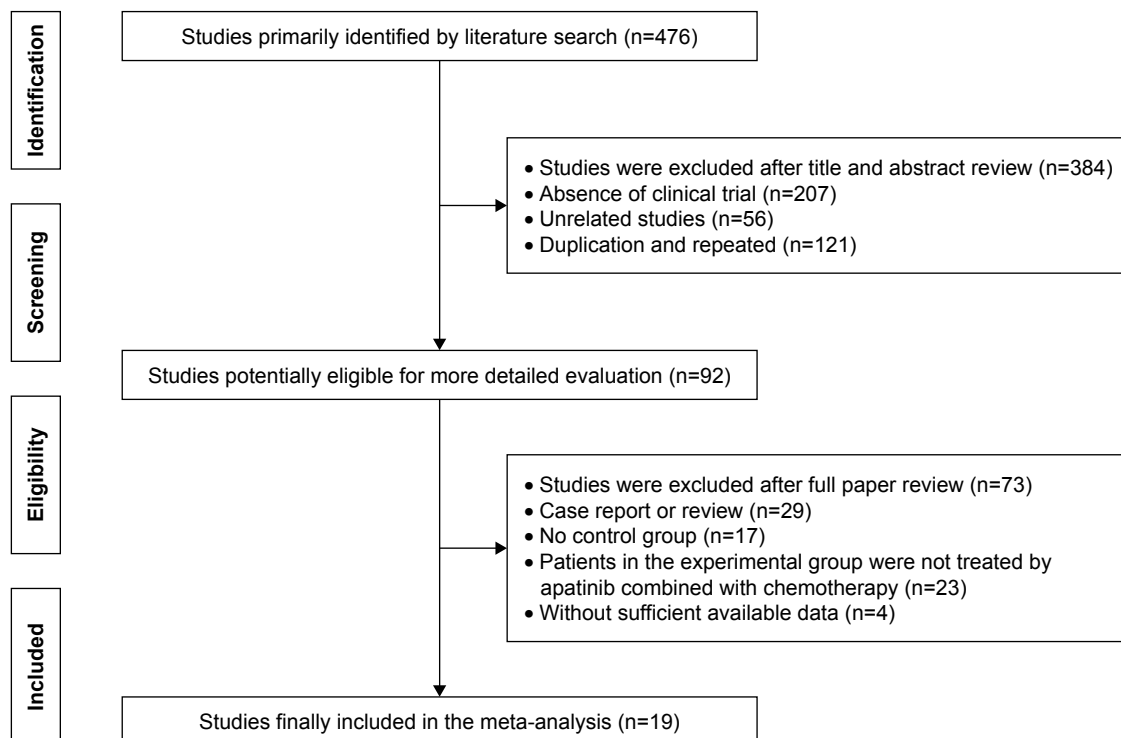 Identification
Studies primarily identified by literature search (n=476)
• Studies were excluded after title and abstract review (n=384)
• Absence of clinical trial (n=207)
• Unrelated studies (n=56)
• Duplication and repeated (n=121)
Screening
Studies potentially eligible for more detailed evaluation (n=92)
Eligibility
• Studies were excluded after full paper review (n=73)
• Case report or review (n=29)
• No control group (n=17)
• Patients in the experimental group were not treated by
apatinib combined with chemotherapy (n=23)
• Without sufficient available data (n=4)
Included
Studies finally included in the meta-analysis (n=19)